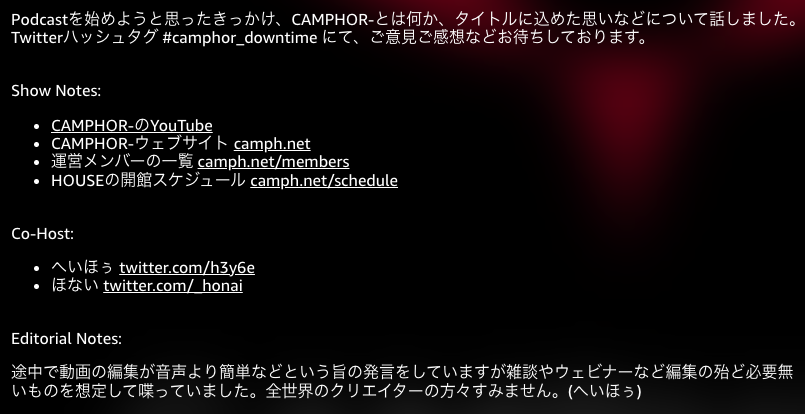 Podcastを始めようと思ったきっかけ、CAMPHOR-とは何か、タイトルに込めた思いなどについて話しました。
Twitterハッシュタグ #camphor_downtime にて、ご意見ご感想などお待ちしております。
Show Notes:
• CAMPHOR-のYouTube
• CAMPHOR-ウェブサイト camph.net
• 運営メンバーの一覧 camph.net/members
• HOUSEの開館スケジュール camph.net/schedule
Co-Host:
• へいほぅ twitter.com/h3y6e
• ほない twitter.com/_honai
Editorial Notes:
途中で動画の編集が音声より簡単などという旨の発言をしていますが雑談やウェビナーなど編集の殆ど必要無
いものを想定して喋っていました。全世界のクリエイターの方々すみません。(へいほぅ)